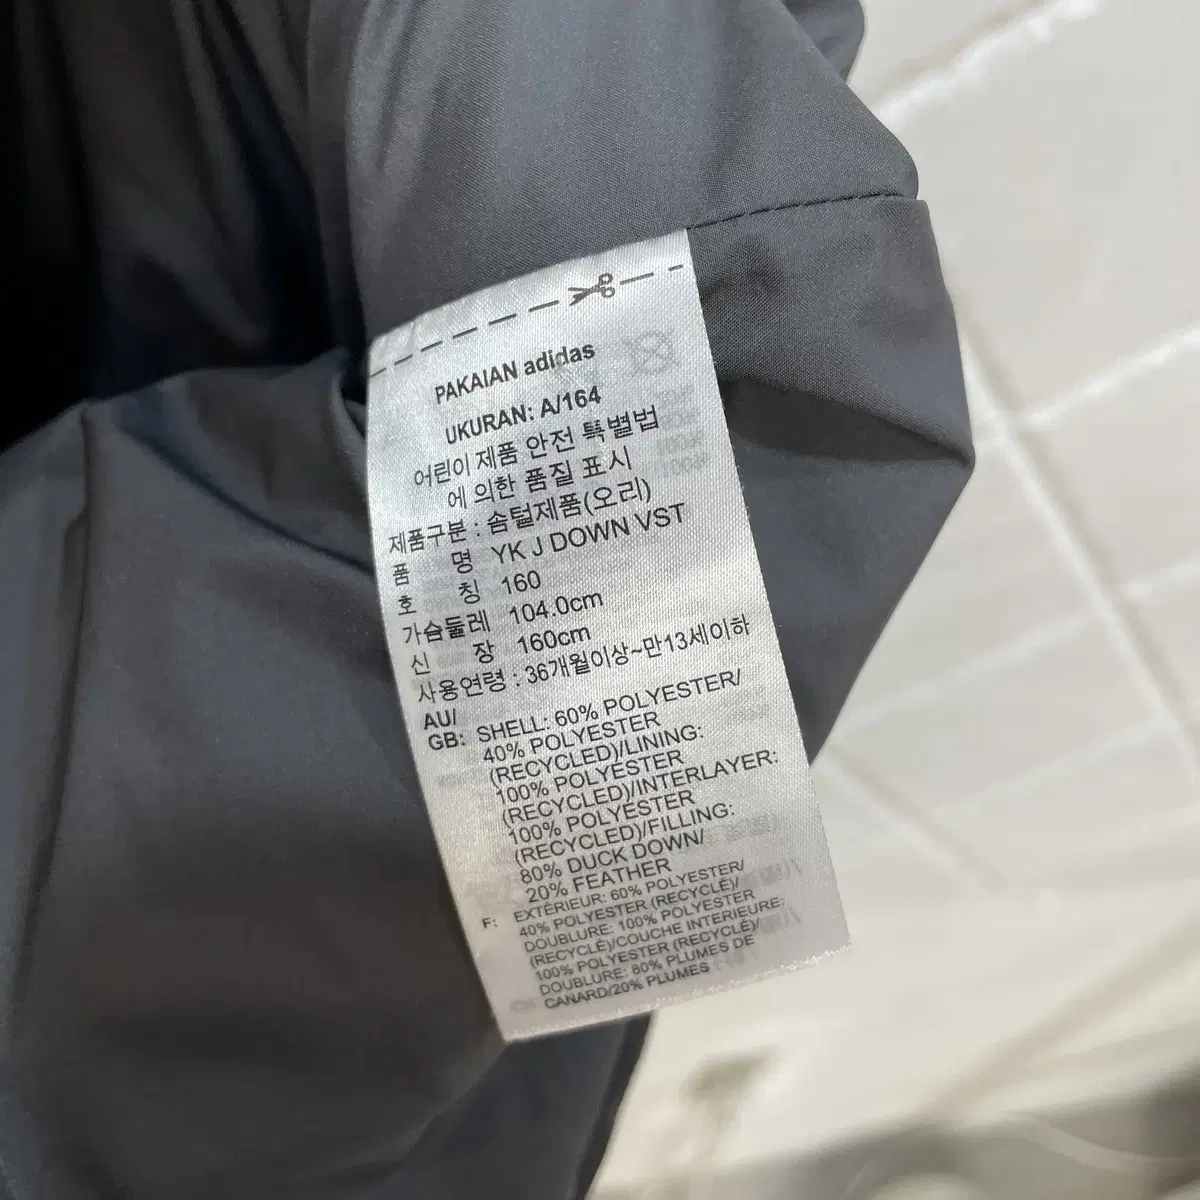 PAKAIAN adidas
UKURAN: A/164
어린이 제품 안전 특별법
에 의한 품질 표시
제품구분 : 솜털제품(오리)
품 명 YK J DOWN VST
호 칭 160
가슴둘레 104.0cm
신 장 160cm
사용연령 : 36개월이상~만13세이하
AU/
GB: SHELL: 60% POLYESTER/
40% POLYESTER
(RECYCLED)/LINING:
100% POLYESTER
(RECYCLED)/INTERLAYER:
100% POLYESTER
(RECYCLED)/FILLING:
80% DUCK DOWN/
20% FEATHER
F: EXTÉRIEUR: 60% POLYESTER/
40% POLYESTER (RECYCLÉ)/
DOUBLURE: 100% POLYESTER
(RECYCLÉ)/COUCHE INTERIEURE:
100% POLYESTER (RECYCLÉ)/
DOUBLURE: 80% PLUMES DE
CANARD/20% PLUMES